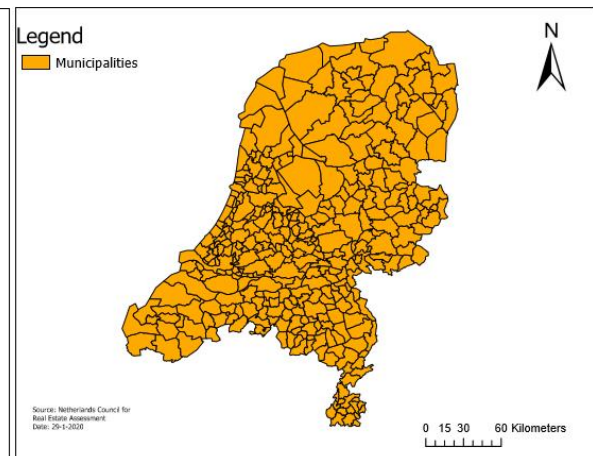 Legend
Municipalities
N
Source: Netherlands Council for
Real Estate Assessment
Date: 29-1-2020
0 15 30 60 Kilometers